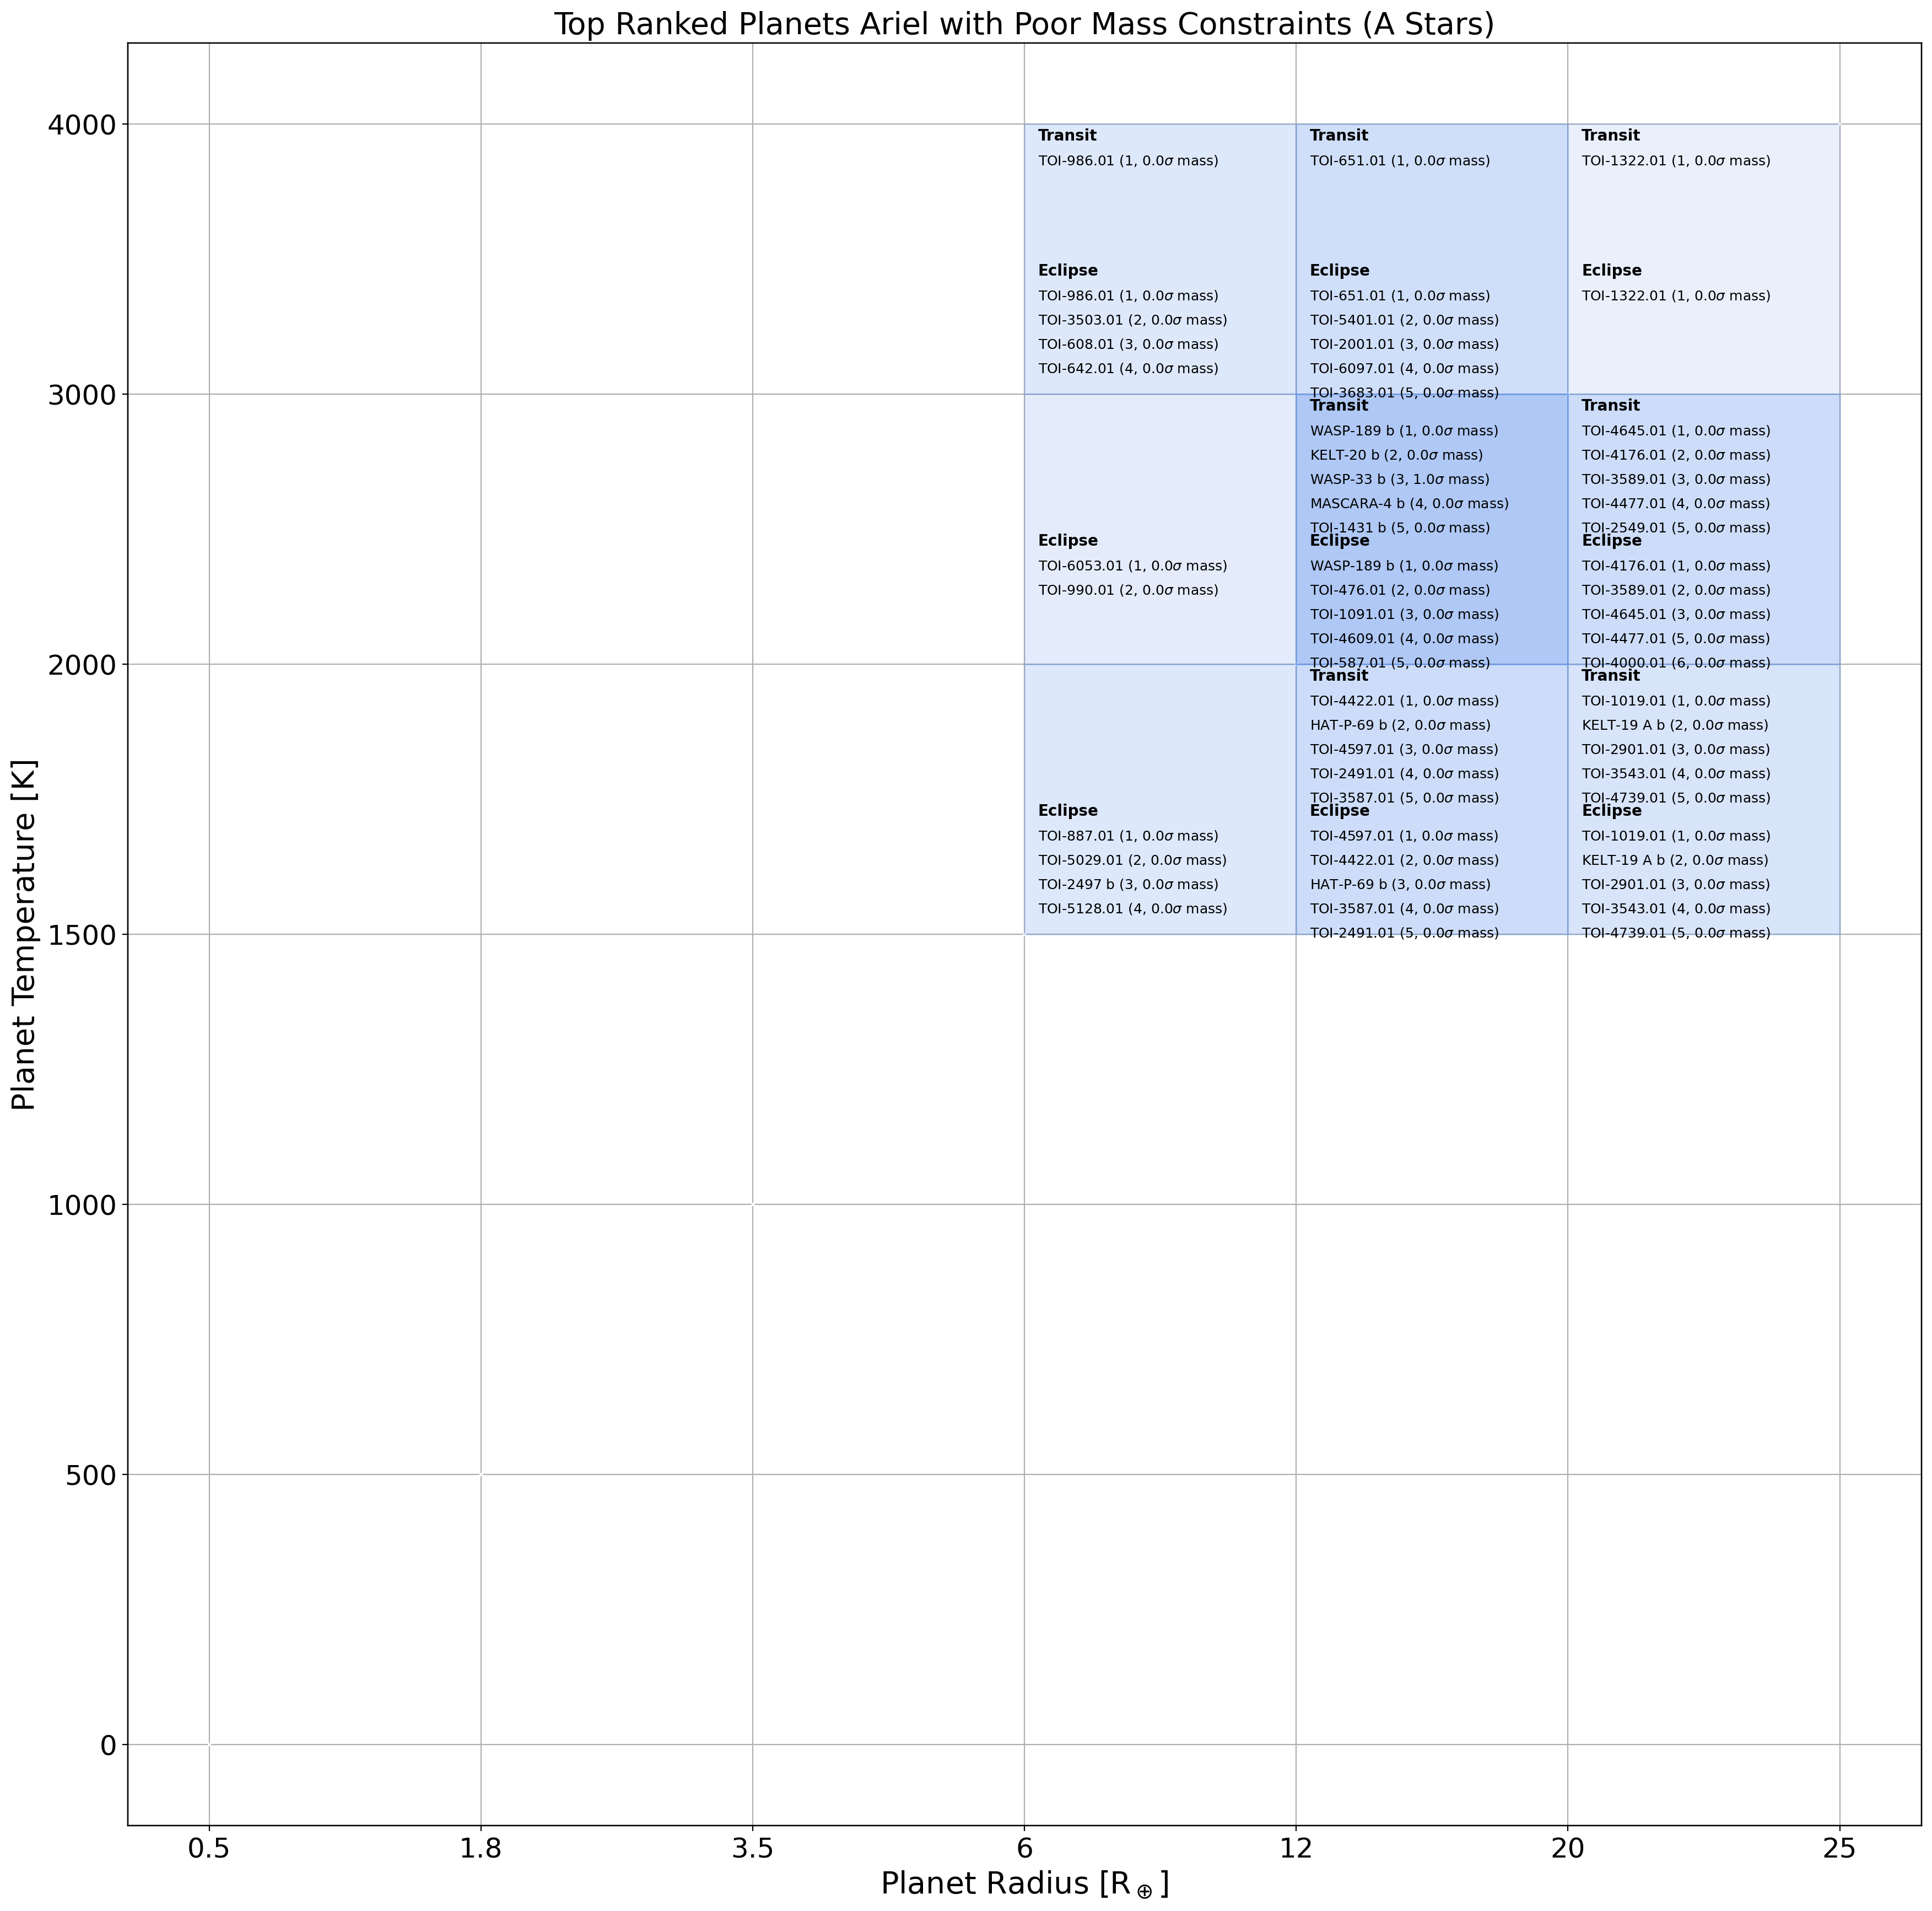 Top Ranked Planets Ariel with Poor Mass Constraints (A Stars)
Planet Temperature [K]
4000
3000
2000
1500
1000
500
0
Transit
TOI-986.01 (1, 0.0σ mass)
Eclipse
TOI-986.01 (1, 0.0σ mass)
TOI-3503.01 (2, 0.0σ mass)
TOI-608.01 (3, 0.0σ mass)
TOI-642.01 (4, 0.0σ mass)
Transit
TOI-651.01 (1, 0.0σ mass)
Eclipse
TOI-651.01 (1, 0.0σ mass)
TOI-5401.01 (2, 0.0σ mass)
TOI-2001.01 (3, 0.0σ mass)
TOI-6097.01 (4, 0.0σ mass)
TOI-3683.01 (5, 0.0σ mass)
Transit
TOI-1322.01 (1, 0.0σ mass)
Eclipse
TOI-1322.01 (1, 0.0σ mass)
Eclipse
TOI-6053.01 (1, 0.0σ mass)
TOI-990.01 (2, 0.0σ mass)
Transit
WASP-189 b (1, 0.0σ mass)
KELT-20 b (2, 0.0σ mass)
WASP-33 b (3, 1.0σ mass)
MASCARA-4 b (4, 0.0σ mass)
TOI-1431 b (5, 0.0σ mass)
Eclipse
WASP-189 b (1, 0.0σ mass)
TOI-476.01 (2, 0.0σ mass)
TOI-1091.01 (3, 0.0σ mass)
TOI-4609.01 (4, 0.0σ mass)
TOI-587.01 (5, 0.0σ mass)
Transit
TOI-4645.01 (1, 0.0σ mass)
TOI-4176.01 (2, 0.0σ mass)
TOI-3589.01 (3, 0.0σ mass)
TOI-4477.01 (4, 0.0σ mass)
TOI-2549.01 (5, 0.0σ mass)
Eclipse
TOI-4176.01 (1, 0.0σ mass)
TOI-3589.01 (2, 0.0σ mass)
TOI-4645.01 (3, 0.0σ mass)
TOI-4477.01 (5, 0.0σ mass)
TOI-4000.01 (6, 0.0σ mass)
Eclipse
TOI-887.01 (1, 0.0σ mass)
TOI-5029.01 (2, 0.0σ mass)
TOI-2497 b (3, 0.0σ mass)
TOI-5128.01 (4, 0.0σ mass)
Transit
TOI-4422.01 (1, 0.0σ mass)
HAT-P-69 b (2, 0.0σ mass)
TOI-4597.01 (3, 0.0σ mass)
TOI-2491.01 (4, 0.0σ mass)
TOI-3587.01 (5, 0.0σ mass)
Eclipse
TOI-4597.01 (1, 0.0σ mass)
TOI-4422.01 (2, 0.0σ mass)
HAT-P-69 b (3, 0.0σ mass)
TOI-3587.01 (4, 0.0σ mass)
TOI-2491.01 (5, 0.0σ mass)
Transit
TOI-1019.01 (1, 0.0σ mass)
KELT-19 A b (2, 0.0σ mass)
TOI-2901.01 (3, 0.0σ mass)
TOI-3543.01 (4, 0.0σ mass)
TOI-4739.01 (5, 0.0σ mass)
Eclipse
TOI-1019.01 (1, 0.0σ mass)
KELT-19 A b (2, 0.0σ mass)
TOI-2901.01 (3, 0.0σ mass)
TOI-3543.01 (4, 0.0σ mass)
TOI-4739.01 (5, 0.0σ mass)
0.5 1.8 3.5 6 12 20 25
Planet Radius [R⊕]